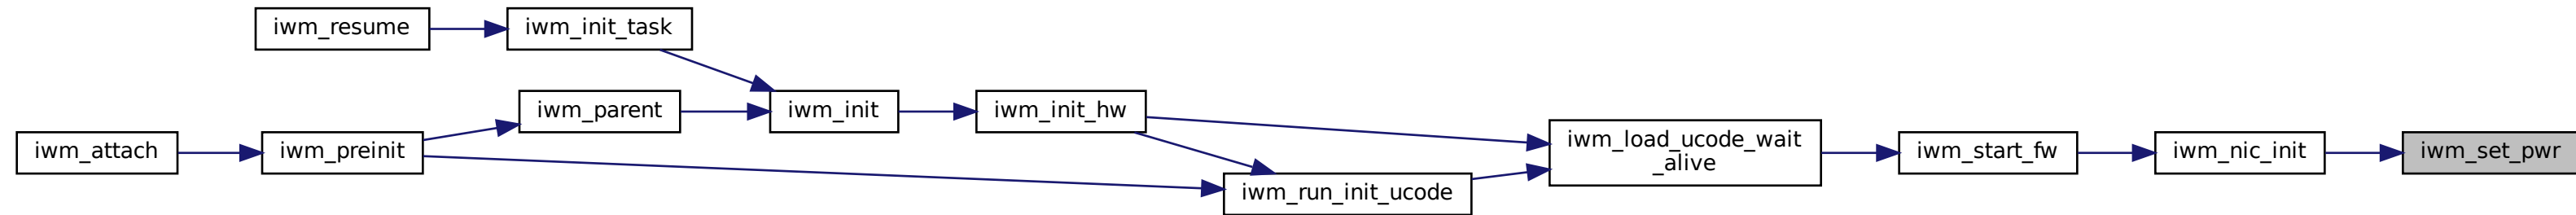 iwm_resume
iwm_init_task
iwm_parent
iwm_init
iwm_init_hw
iwm_attach
iwm_preinit
iwm_load_ucode_wait
_alive
iwm_start_fw
iwm_nic_init
iwm_set_pwr
iwm_run_init_ucode